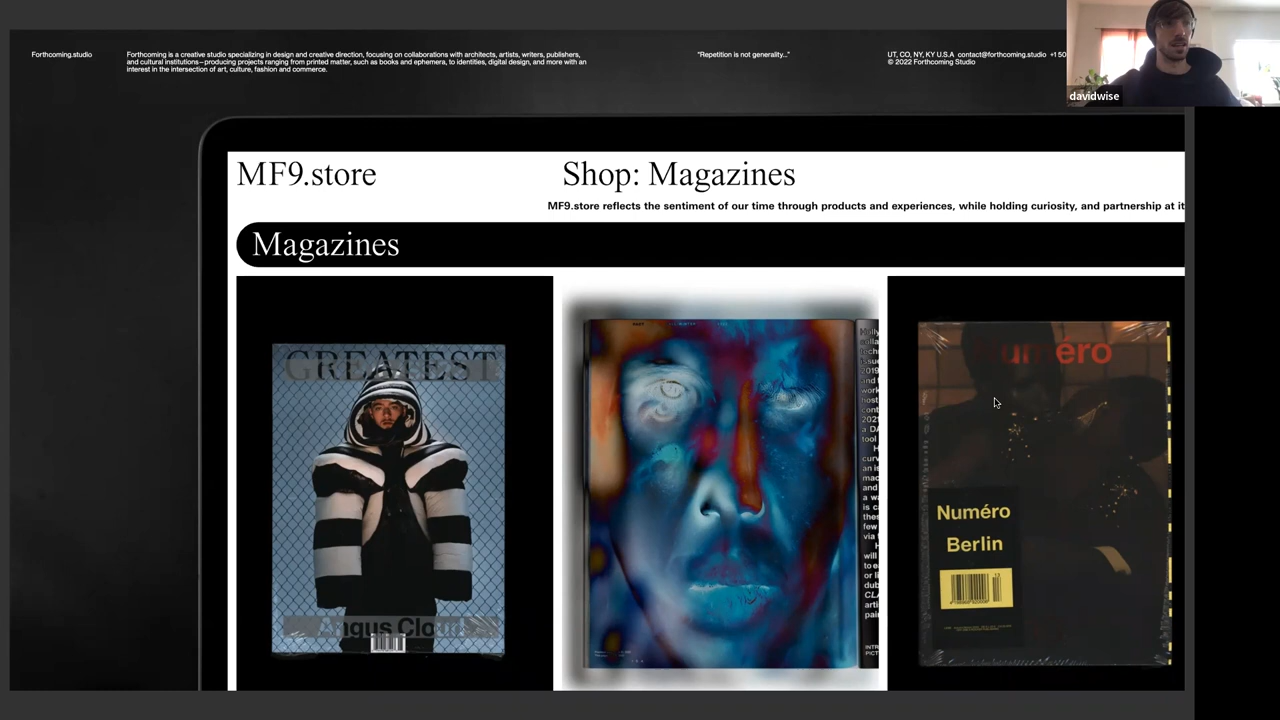 Forthcoming.studio
Forthcoming is a creative studio specializing in design and creative direction, focusing on collaborations with architects, artists, writers, publishers,
and cultural institutions—producing projects ranging from printed matter, such as books and ephemera, to identities, digital design, and more with an
interest in the intersection of art, culture, fashion and commerce.
"Repetition is not generality..."
UT, CO, NY, KY U.S.A contact@forthcoming.studio +1 50
© 2022 Forthcoming Studio
davidwise
MF9.store
Shop: Magazines
MF9.store reflects the sentiment of our time through products and experiences, while holding curiosity, and partnership at it
Magazines
GREATEST
Angus Clo
Numéro
Numéro
Berlin